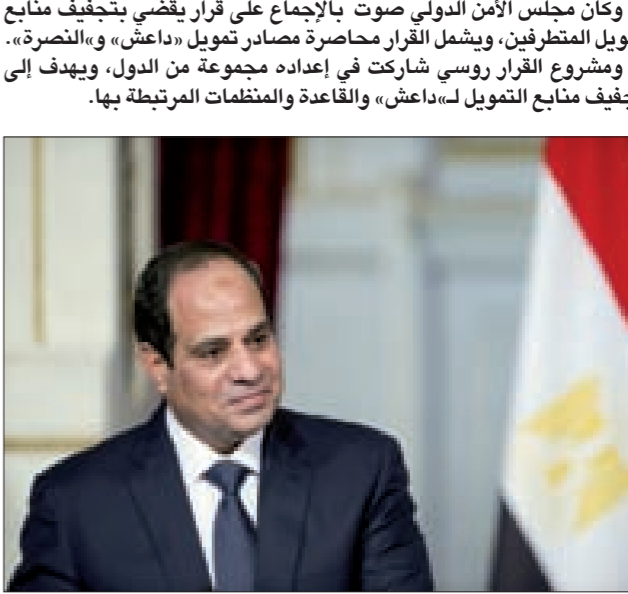 وكان مجلس الأمن الدولي صوت بالإجماع على قرار يقضي بتجفيف منابع
ويل المتطرفين، ويشمل القرار محاصرة مصادر تمويل «داعش» و»النصرة».
ومشروع القرار روسي شاركت في إعداده مجموعة من الدول، ويهدف إلى
جفيف منابع التمويل لـ»داعش» والقاعدة والمنظمات المرتبطة بها.